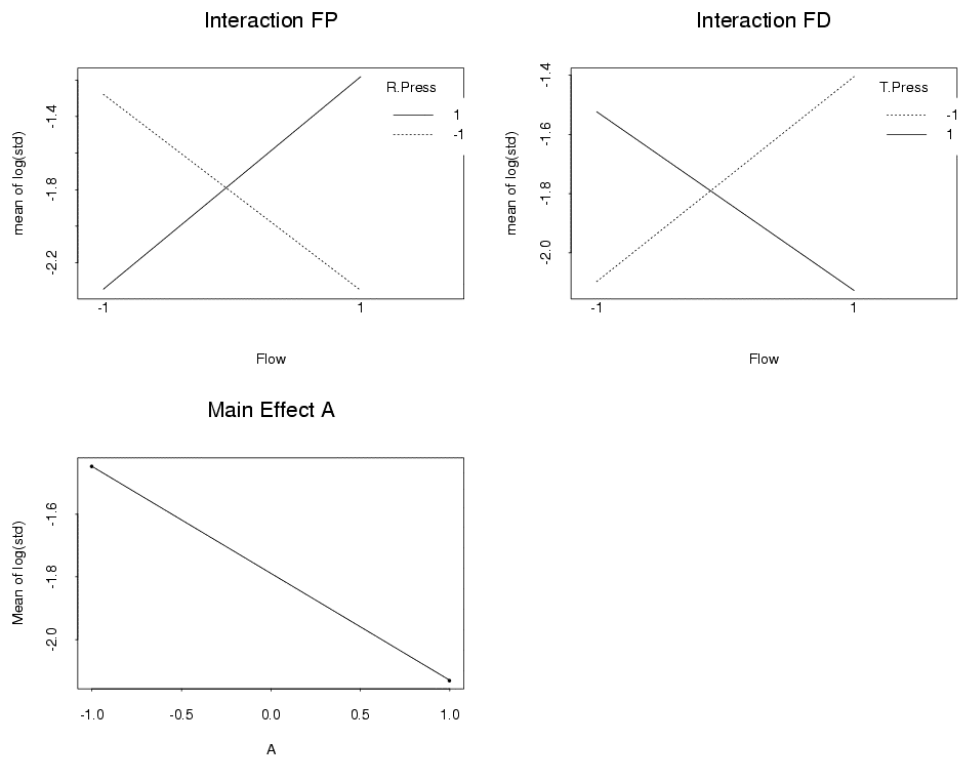 Interaction FP
R.Press
1
-1
mean of log(std)
-1.4
-1.8
-2.2
-1
1
Flow
Interaction FD
T.Press
-1
1
mean of log(std)
-1.4
-1.6
-1.8
-2.0
-1
1
Flow
Main Effect A
Mean of log(std)
-1.6
-1.8
-2.0
-1.0
-0.5
0.0
0.5
1.0
A